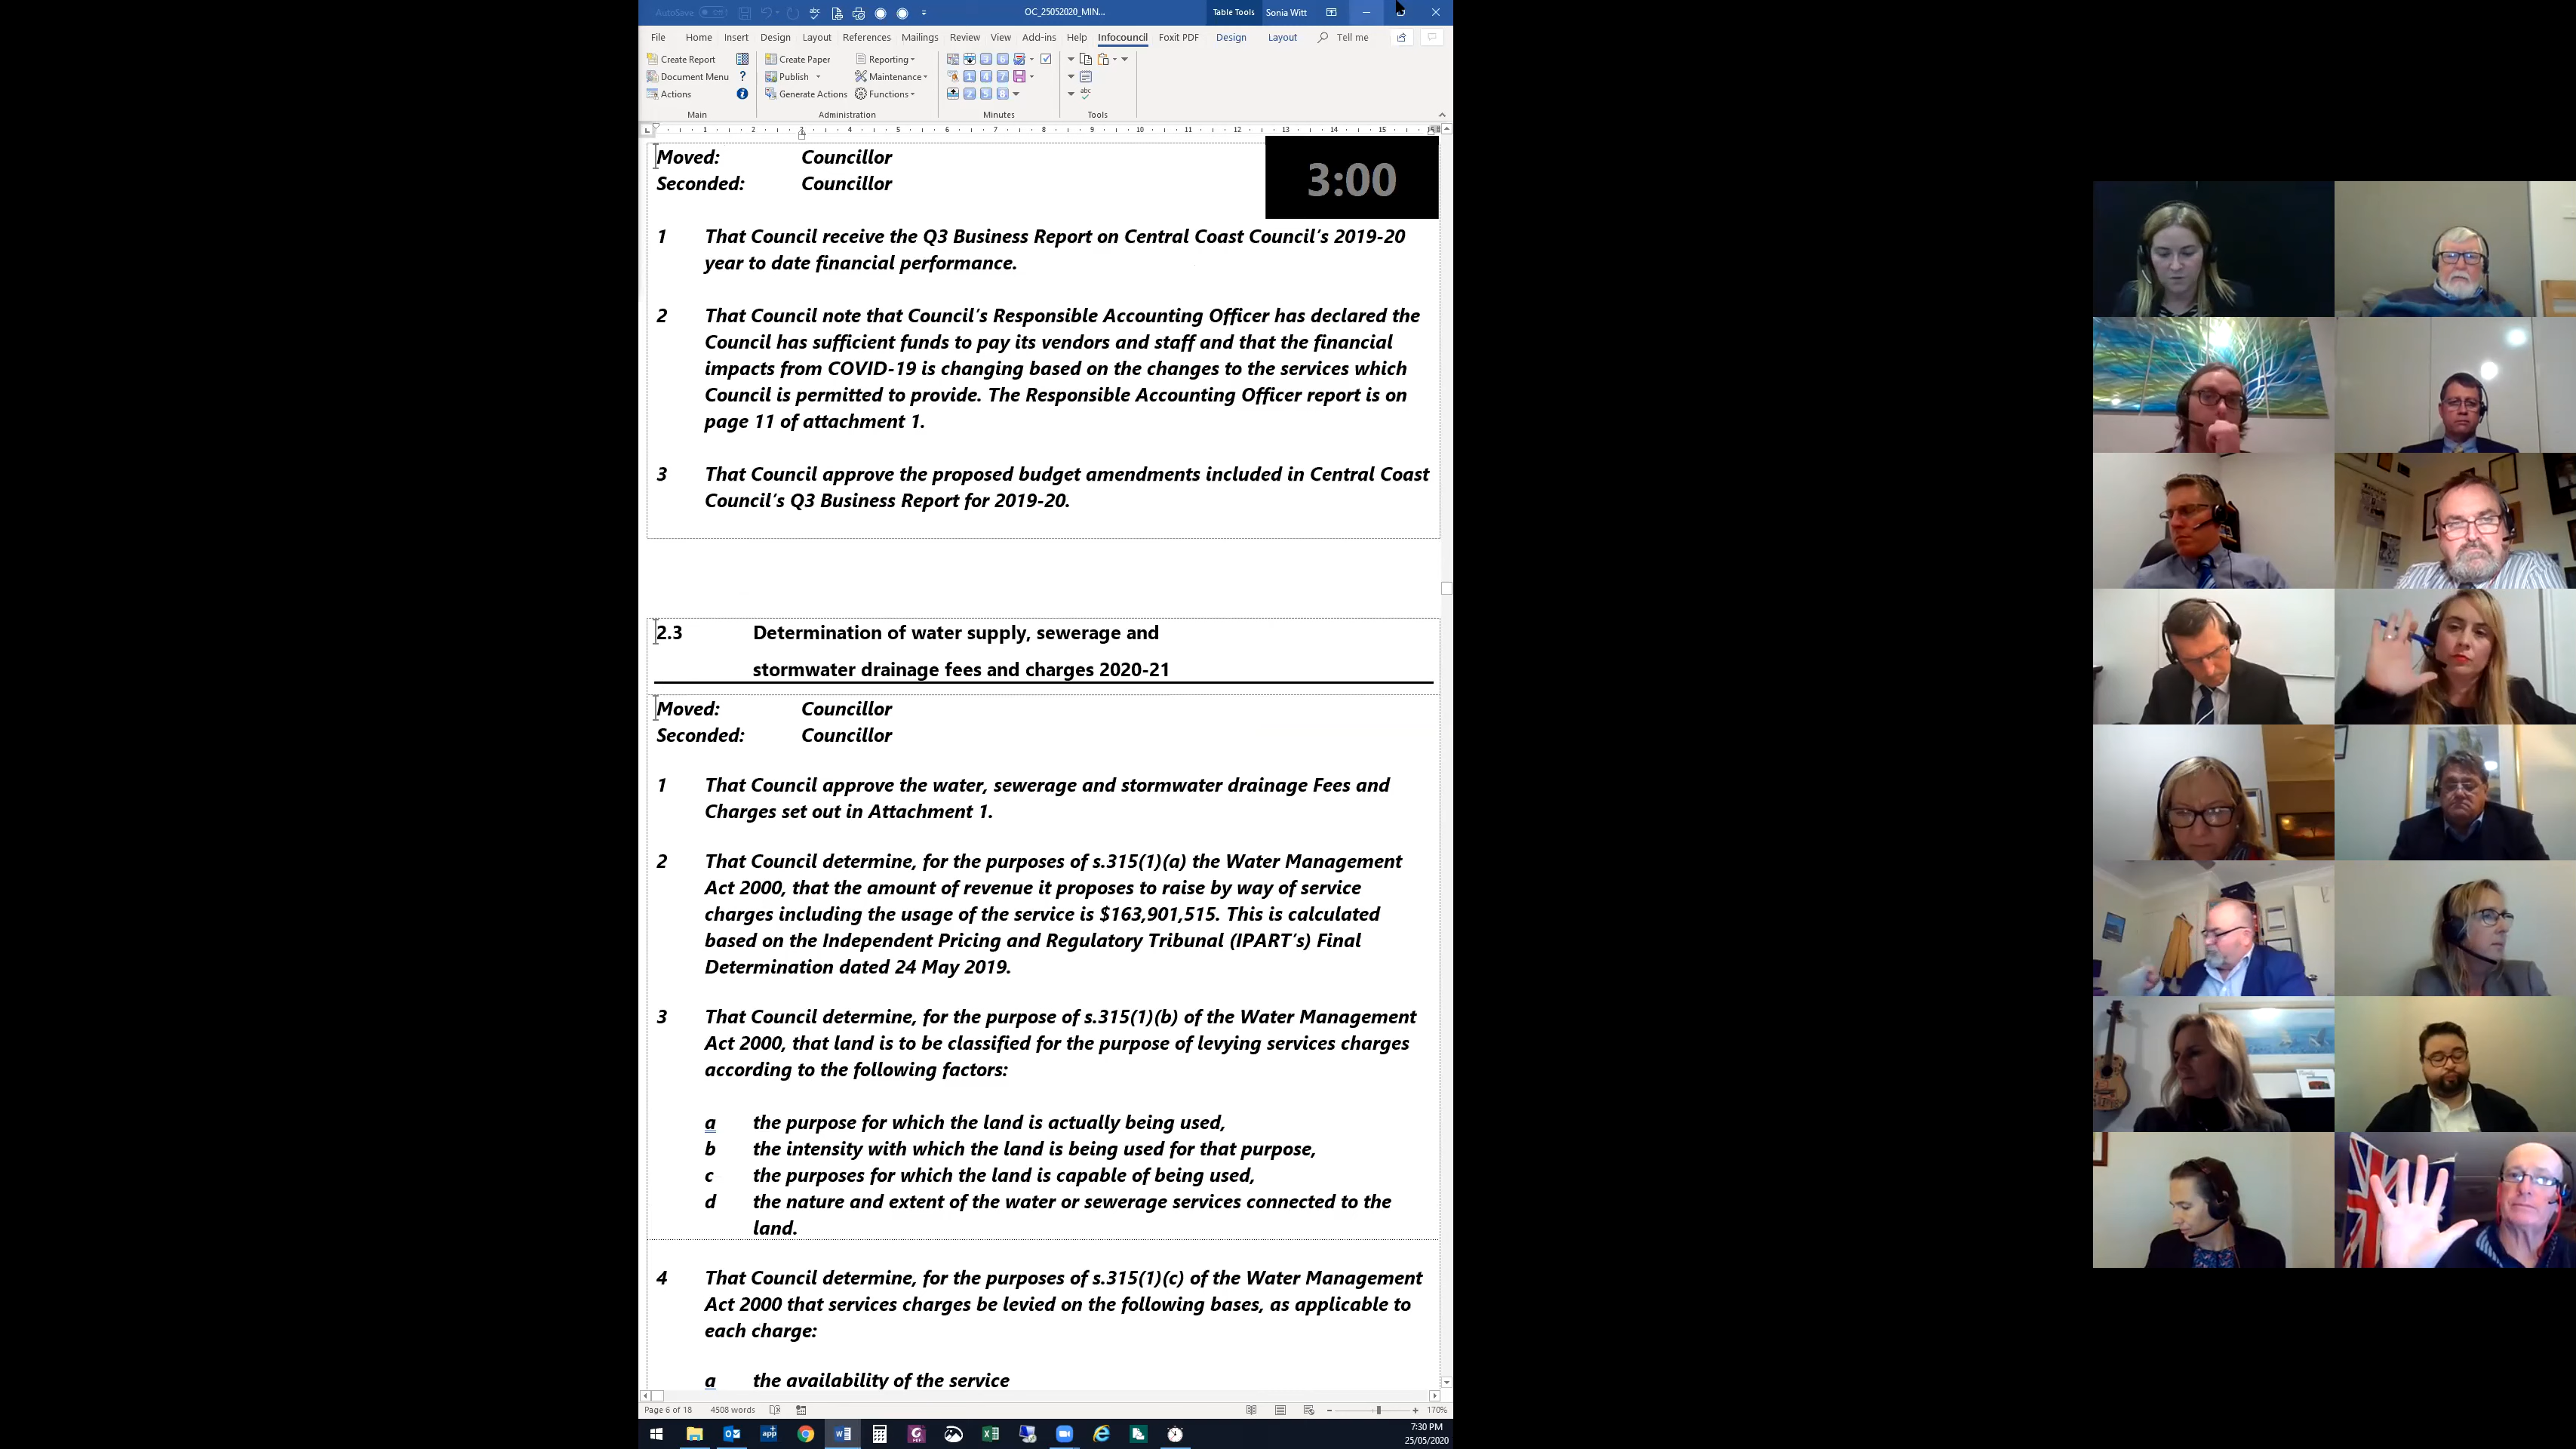 AutoSave Off
OC_25052020_MIN...
Table Tools
Sonia Witt
File Home Insert Design Layout References Mailings Review View Add-ins Help Infocouncil Foxit PDF Design Layout Tell me
Create Report
Document Menu
Actions
Main
Create Paper
Publish
Generate Actions
Reporting
Maintenance
Functions
Administration
Minutes
Tools
1 2 3 4 5 6 7 8 9 10 11 12 13 14 15
3:00
Moved: Councillor
Seconded: Councillor
1 That Council receive the Q3 Business Report on Central Coast Council's 2019-20
year to date financial performance.
2 That Council note that Council's Responsible Accounting Officer has declared the
Council has sufficient funds to pay its vendors and staff and that the financial
impacts from COVID-19 is changing based on the changes to the services which
Council is permitted to provide. The Responsible Accounting Officer report is on
page 11 of attachment 1.
3 That Council approve the proposed budget amendments included in Central Coast
Council's Q3 Business Report for 2019-20.
2.3 Determination of water supply, sewerage and
stormwater drainage fees and charges 2020-21
Moved: Councillor
Seconded: Councillor
1 That Council approve the water, sewerage and stormwater drainage Fees and
Charges set out in Attachment 1.
2 That Council determine, for the purposes of s.315(1)(a) the Water Management
Act 2000, that the amount of revenue it proposes to raise by way of service
charges including the usage of the service is $163,901,515. This is calculated
based on the Independent Pricing and Regulatory Tribunal (IPART's) Final
Determination dated 24 May 2019.
3 That Council determine, for the purpose of s.315(1)(b) of the Water Management
Act 2000, that land is to be classified for the purpose of levying services charges
according to the following factors:
a the purpose for which the land is actually being used,
b the intensity with which the land is being used for that purpose,
c the purposes for which the land is capable of being used,
d the nature and extent of the water or sewerage services connected to the
land.
4 That Council determine, for the purposes of s.315(1)(c) of the Water Management
Act 2000 that services charges be levied on the following bases, as applicable to
each charge:
a the availability of the service
Page 6 of 18 4508 words
170%
7:30 PM
25/05/2020